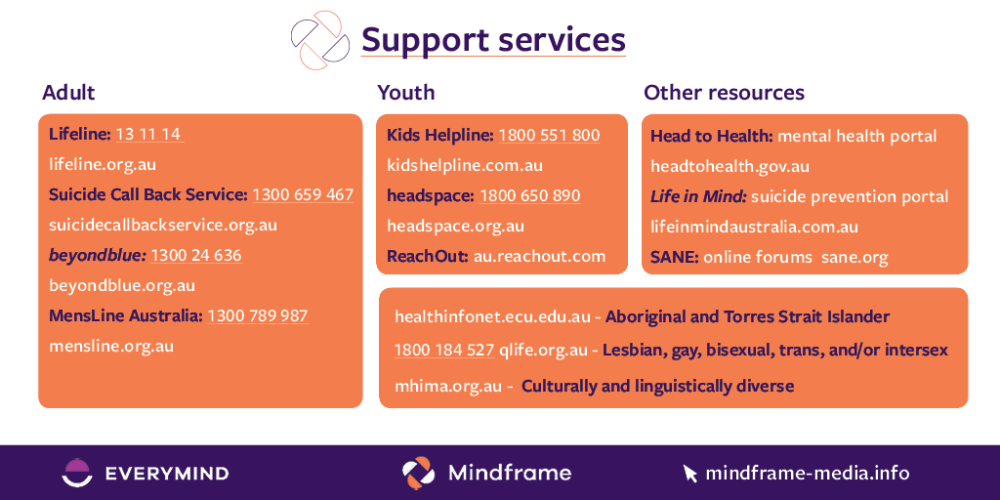 Support services
Adult
Lifeline: 13 11 14
lifeline.org.au
Suicide Call Back Service: 1300 659 467
suicidecallbackservice.org.au
beyondblue: 1300 24 636
beyondblue.org.au
MensLine Australia: 1300 789 987
mensline.org.au
Youth
Kids Helpline: 1800 551 800
kidshelpline.com.au
headspace: 1800 650 890
headspace.org.au
ReachOut: au.reachout.com
Other resources
Head to Health: mental health portal
headtohealth.gov.au
Life in Mind: suicide prevention portal
lifeinmindaustralia.com.au
SANE: online forums  sane.org
healthinfonet.ecu.edu.au - Aboriginal and Torres Strait Islander
1800 184 527 qlife.org.au - Lesbian, gay, bisexual, trans, and/or intersex
mhima.org.au -  Culturally and linguistically diverse
EVERYMIND
Mindframe
mindframe-media.info